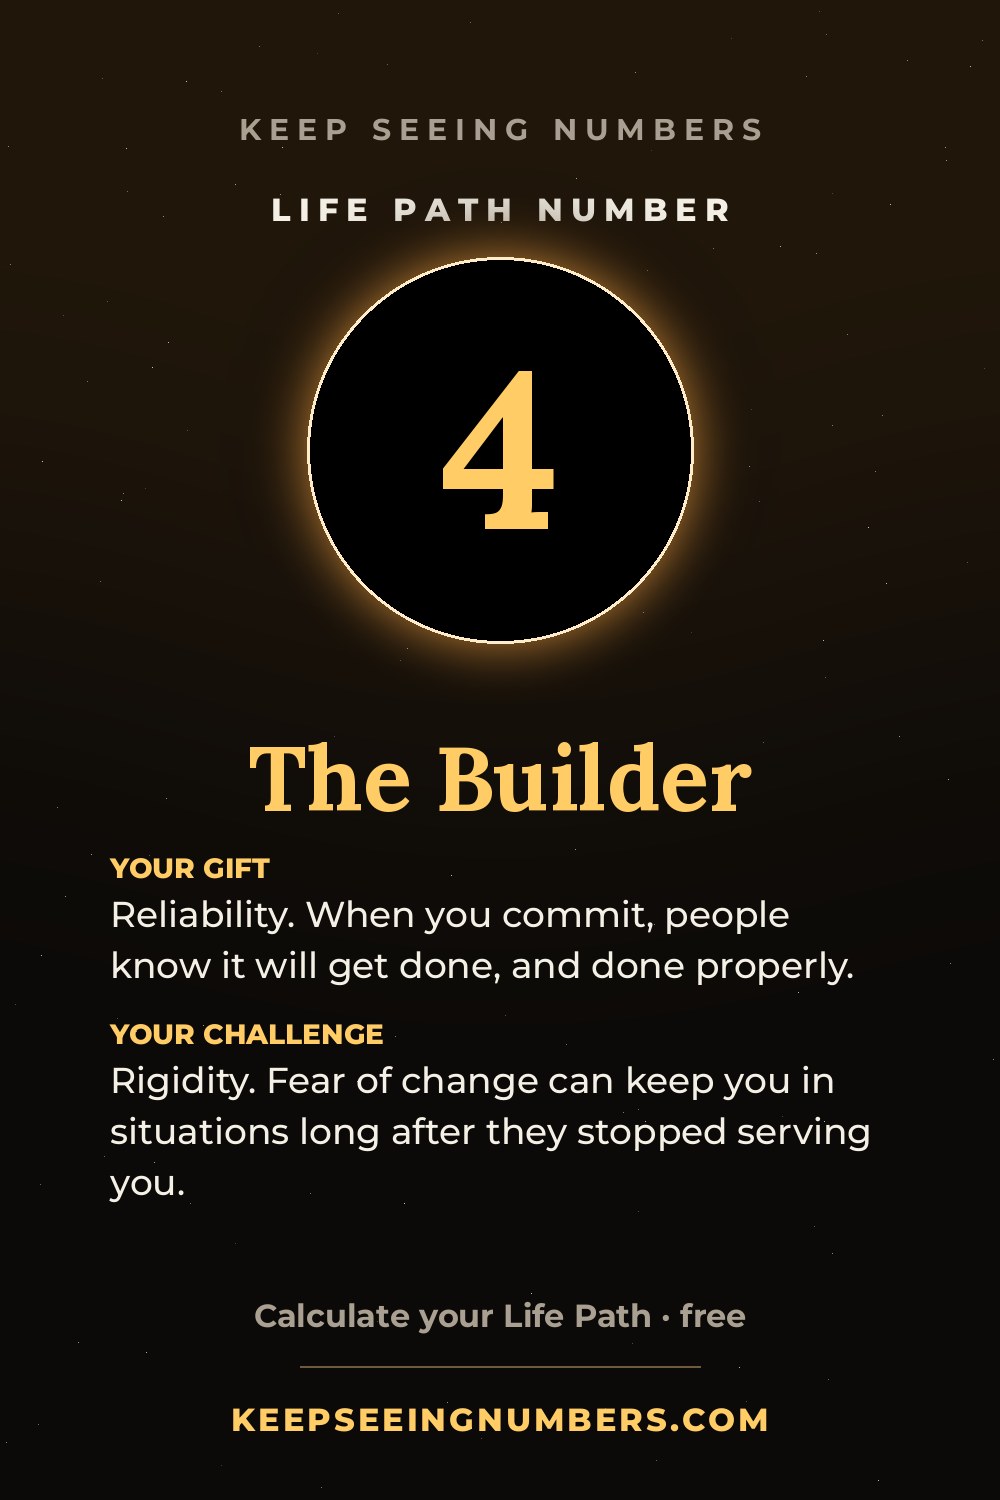 KEEP SEEING NUMBERS
LIFE PATH NUMBER
4
The Builder
YOUR GIFT
Reliability. When you commit, people
know it will get done, and done properly.
YOUR CHALLENGE
Rigidity. Fear of change can keep you in
situations long after they stopped serving
you.
Calculate your Life Path · free
KEEPSEEINGNUMBERS.COM